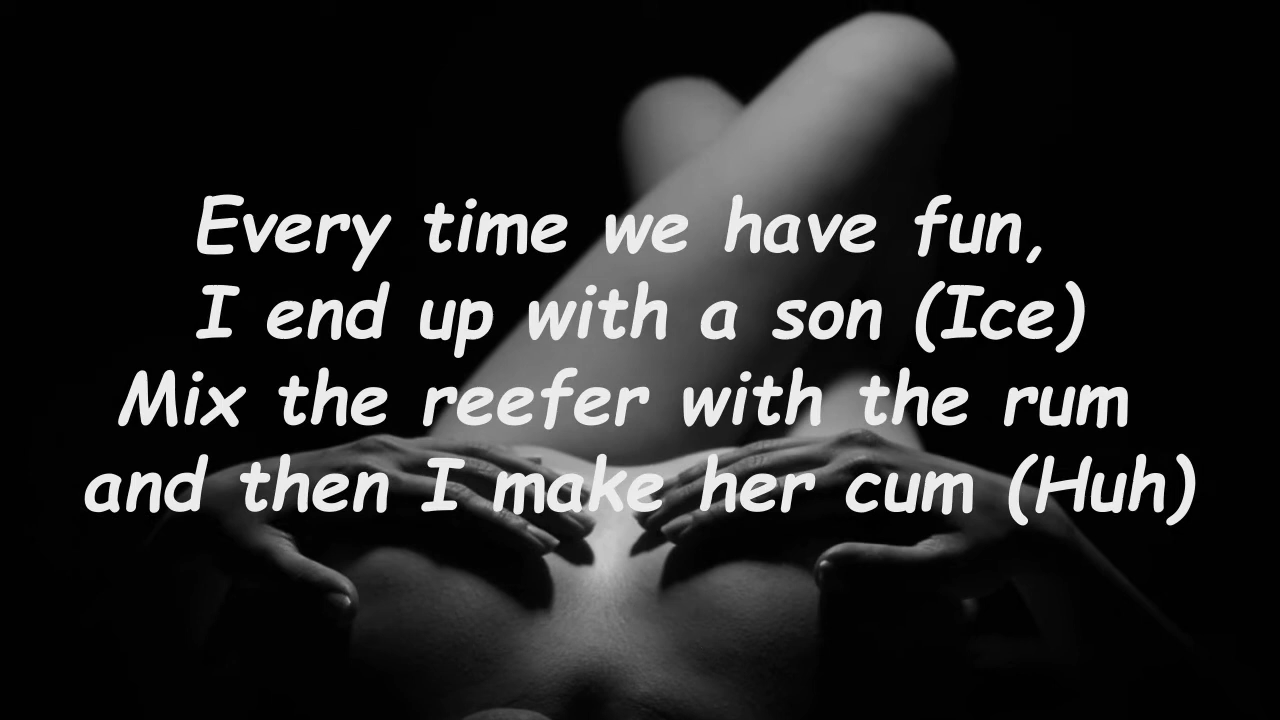 Every time we have fun,
I end up with a son (Ice)
Mix the reefer with the rum
and then I make her cum (Huh)